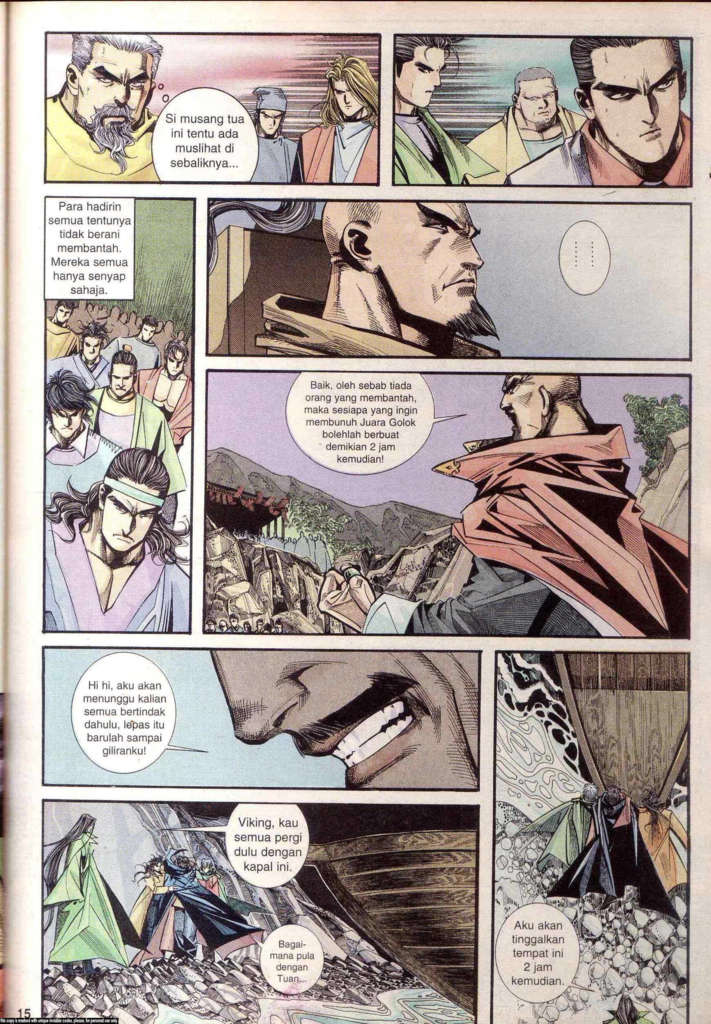 Si musang tua
ini tentu ada
muslihat di
sebaliknya...
Para hadirin
semua tentunya
tidak berani
membantah.
Mereka semua
hanya senyap
sahaja.
......
Baik, oleh sebab tiada
orang yang membantah,
maka sesiapa yang ingin
membunuh Juara Golok
bolehlah berbuat
demikian 2 jam
kemudian!
Hi hi, aku akan
menunggu kalian
semua bertindak
dahulu, lepas itu
barulah sampai
giliranku!
Viking, kau
semua pergi
dulu dengan
kapal ini.
Bagai-
mana pula
dengan
Tuan...
Aku akan
tinggalkan
tempat ini
2 jam
kemudian.
15